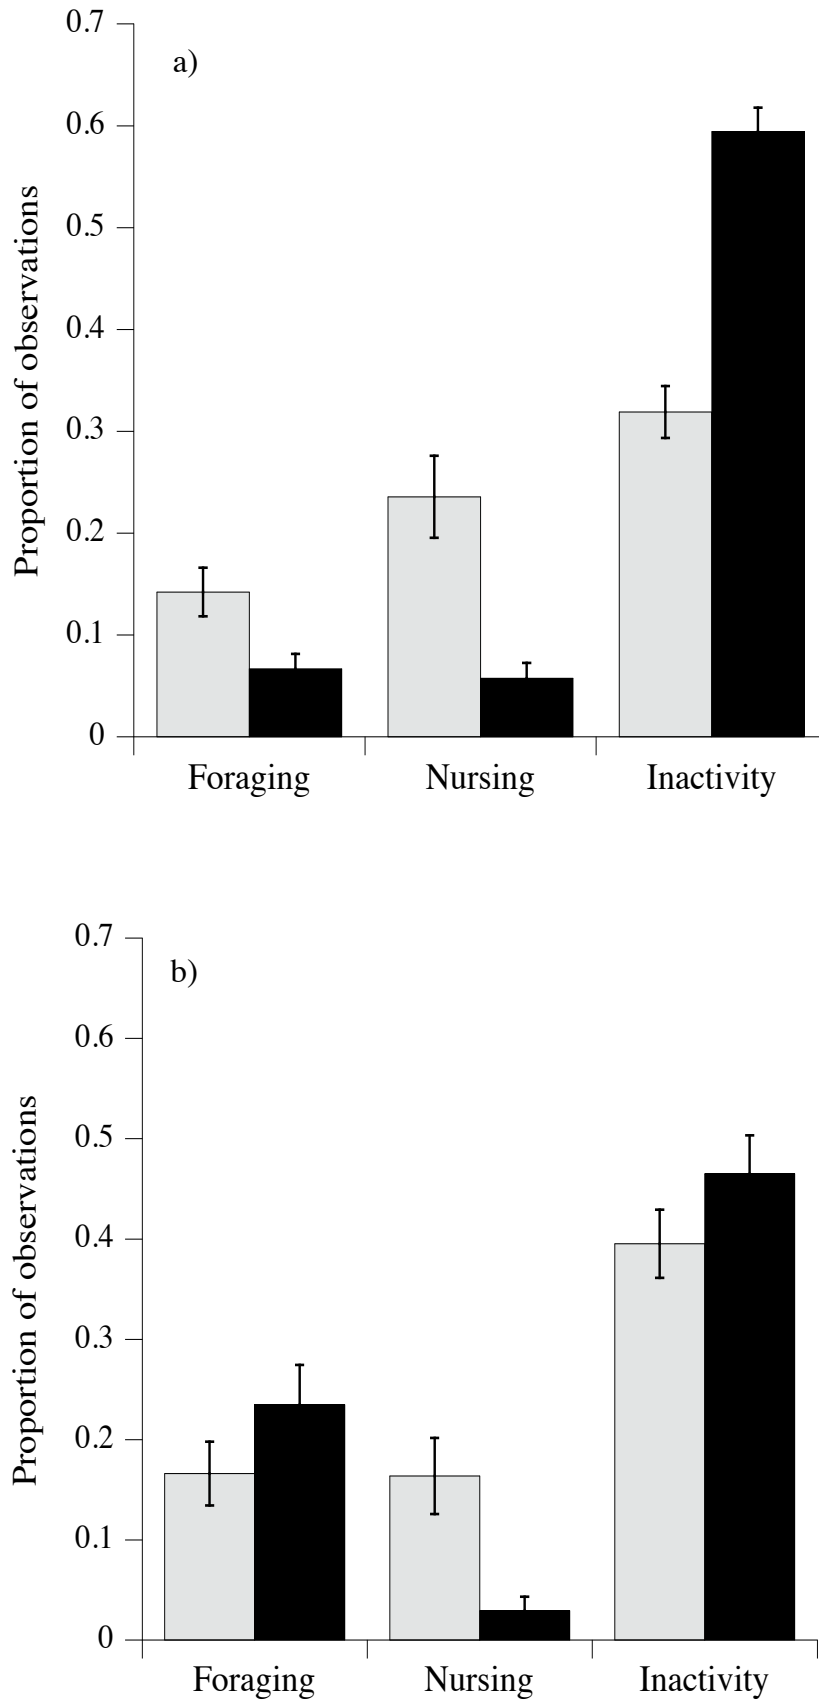 0.7
a)
0.6
0.5
0.4
0.3
0.2
0.1
0
Proportion of observations
Foraging Nursing Inactivity
0.7
b)
0.6
0.5
0.4
0.3
0.2
0.1
0
Proportion of observations
Foraging Nursing Inactivity